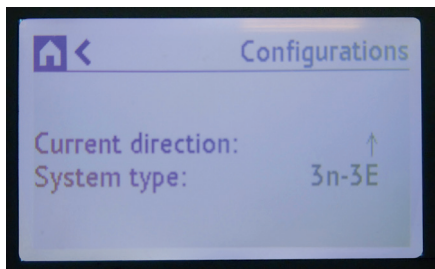 Configurations
Current direction: ↑
System type: 3n-3E